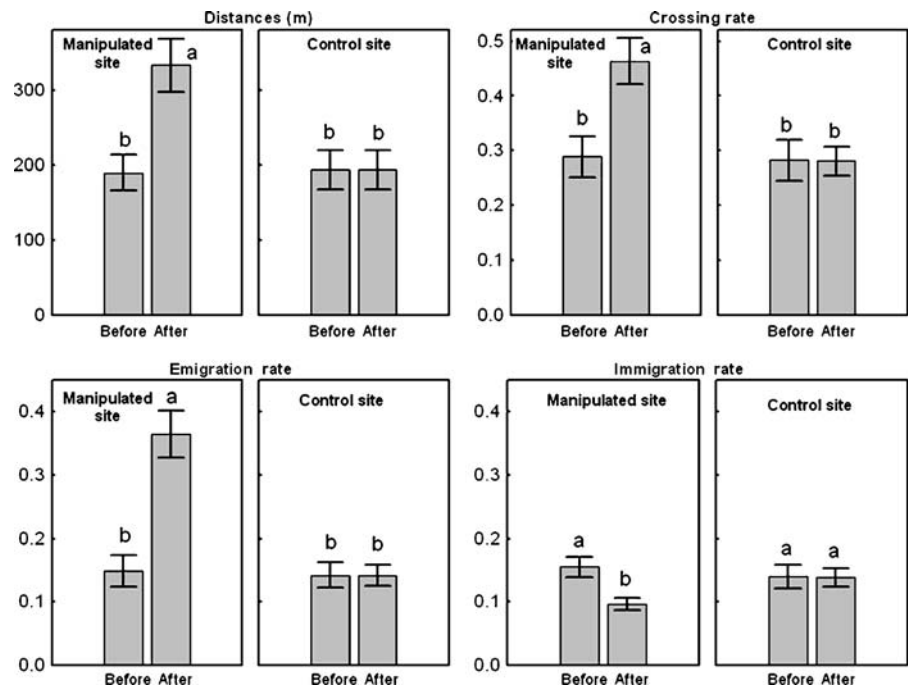 Distances (m)
Manipulated
site
Control site
a
b
b
b
300
200
100
0
Before After
Before After
Crossing rate
Manipulated
site
Control site
a
b
b
b
0.5
0.4
0.3
0.2
0.1
0.0
Before After
Before After
Emigration rate
Manipulated
site
Control site
a
b
b
b
0.4
0.3
0.2
0.1
0.0
Before After
Before After
Immigration rate
Manipulated site
Control site
a
b
a
a
0.4
0.3
0.2
0.1
0.0
Before After
Before After